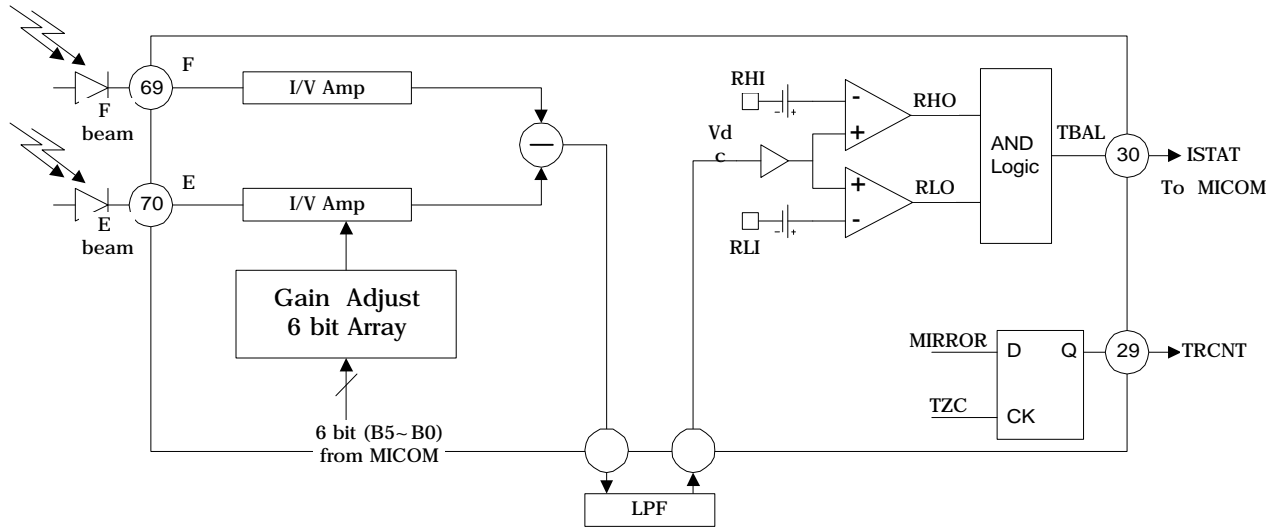 F
69
I/V Amp
F
beam
E
70
I/V Amp
E
beam
Gain Adjust
6 bit Array
6 bit (B5~B0)
from MICOM
LPF
RHI
-
+
-
+
RHO
Vd
c
+
-
RLO
-
+
RLI
AND
Logic
TBAL
30
ISTAT
To MICOM
MIRROR
D
Q
29
TRCNT
TZC
CK